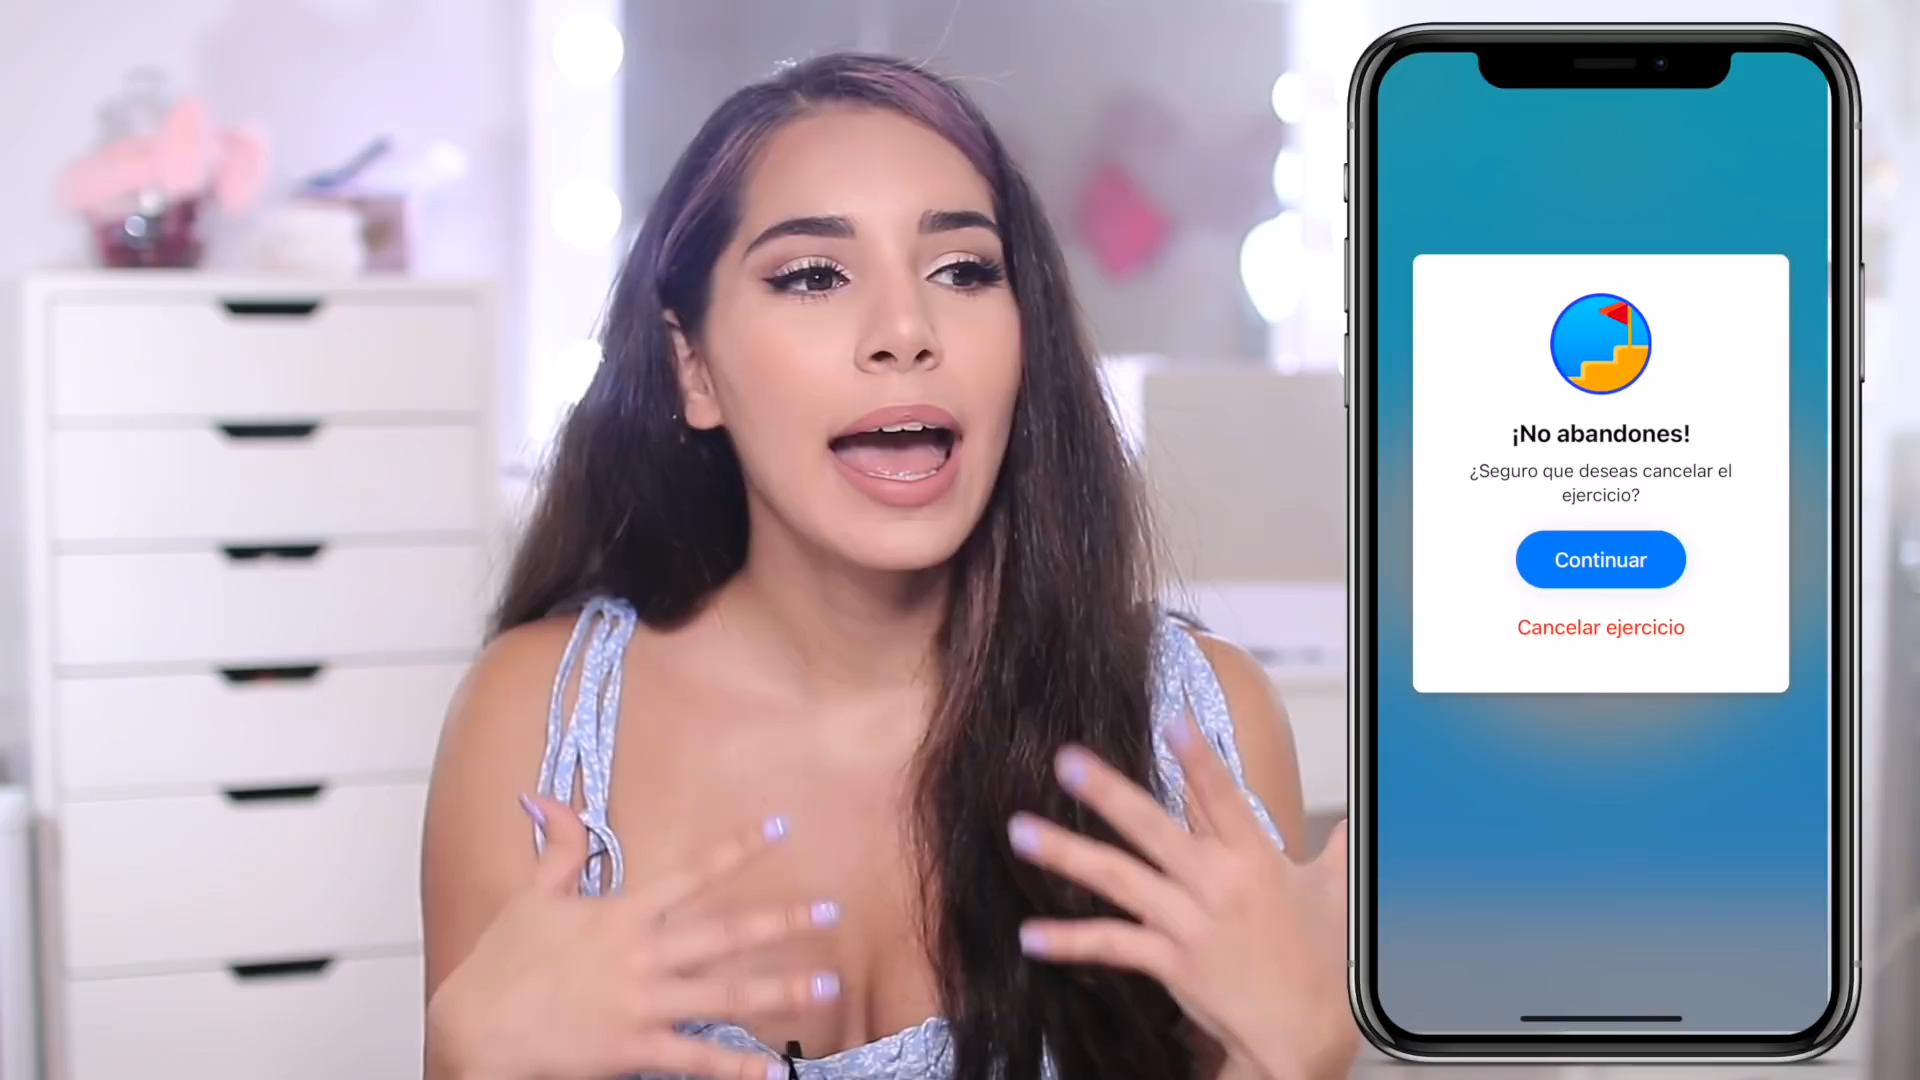 ¡No abandones!
¿Seguro que deseas cancelar el
ejercicio?
Continuar
Cancelar ejercicio